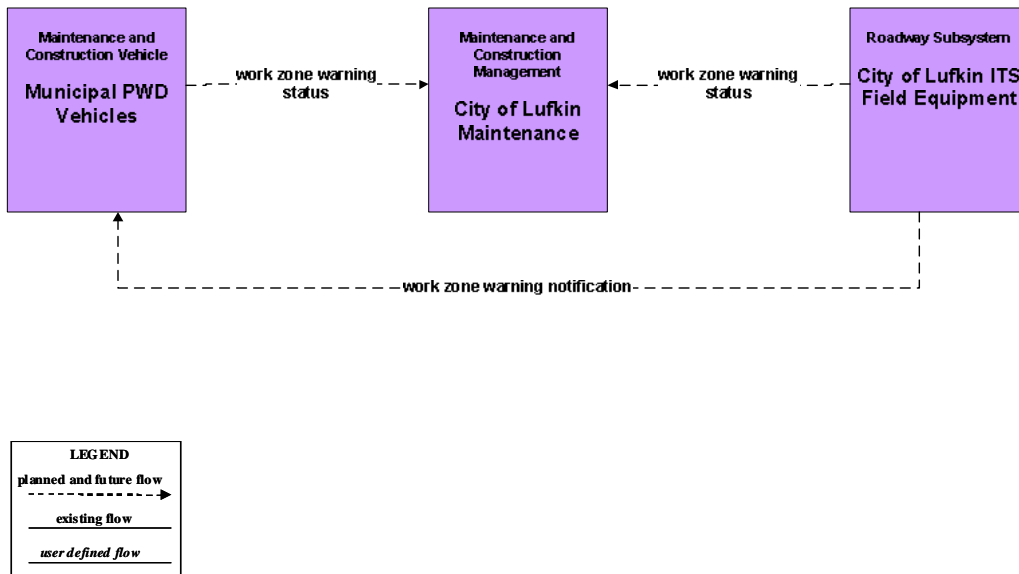 Maintenance and
Construction Vehicle
Municipal PWD
Vehicles
work zone warning
status
Maintenance and
Construction
Management
City of Lufkin
Maintenance
work zone warning
status
Roadway Subsystem
City of Lufkin ITS
Field Equipment
work zone warning notification
LEGEND
planned and future flow
existing flow
user defined flow